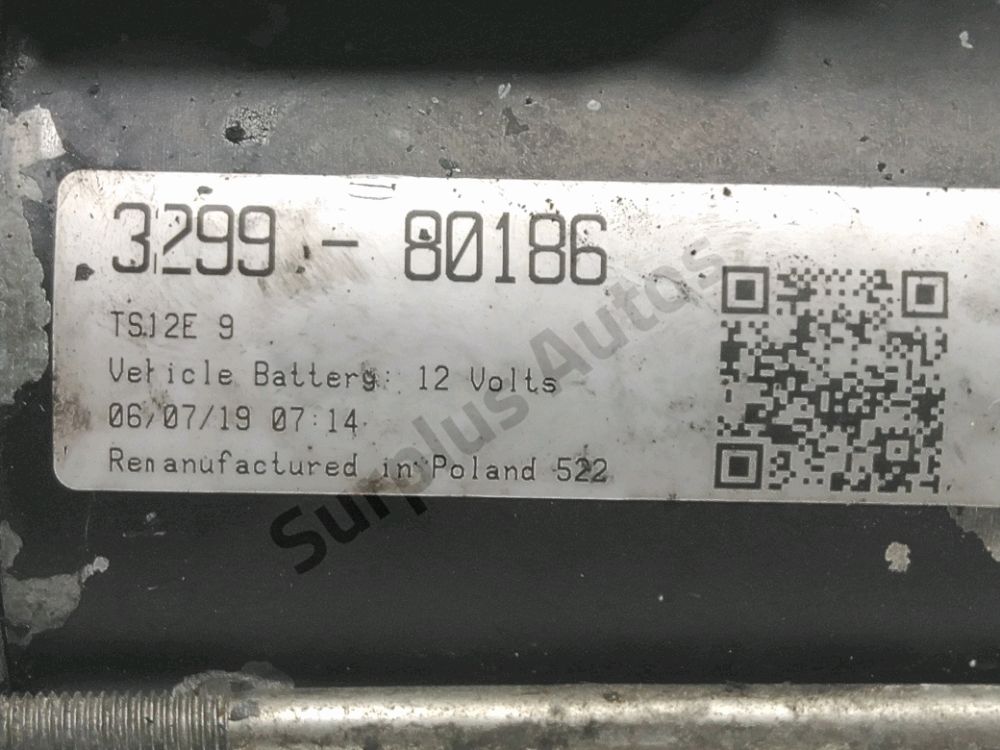 3299 - 80186
TS12E 9
Vehicle Battery: 12 Volts
06/07/19 07:14
Remanufactured in Poland 522
Surplus Autos